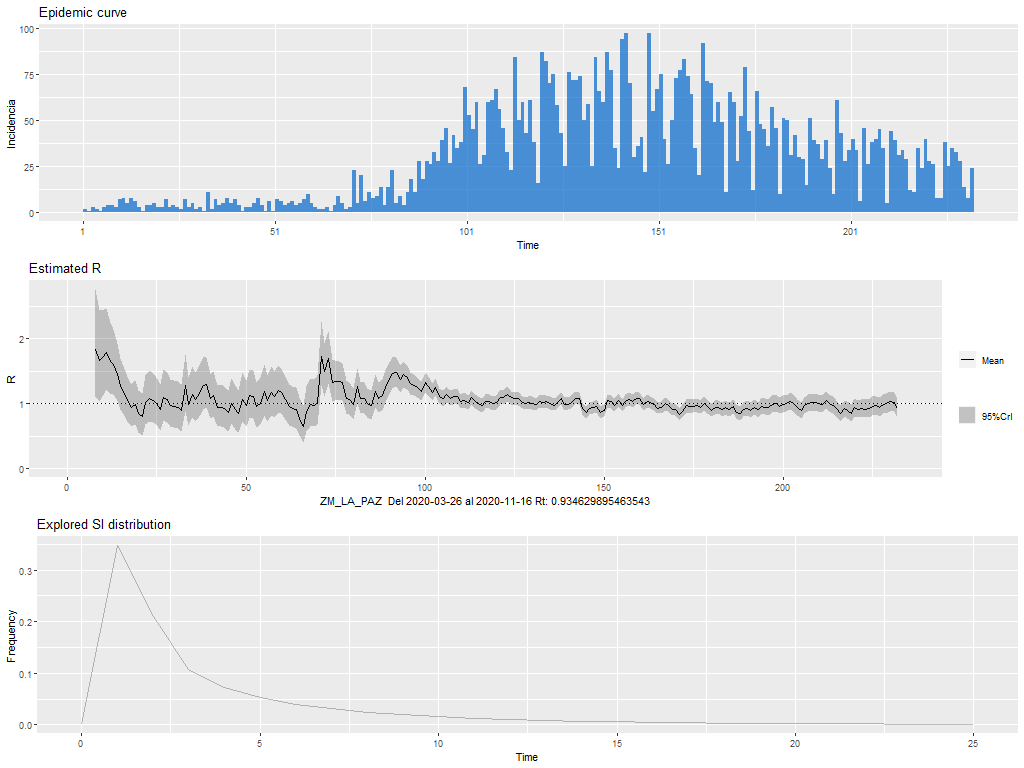 Epidemic curve
100
75
50
25
0
Incidencia
1 51 101 151 201
Time
Estimated R
2
1
0
R
Mean
95%CrI
0 50 100 150 200
ZM_LA_PAZ Del 2020-03-26 al 2020-11-16 Rt: 0.934629895463543
Explored SI distribution
0.3
0.2
0.1
0.0
Frequency
0 5 10 15 20 25
Time